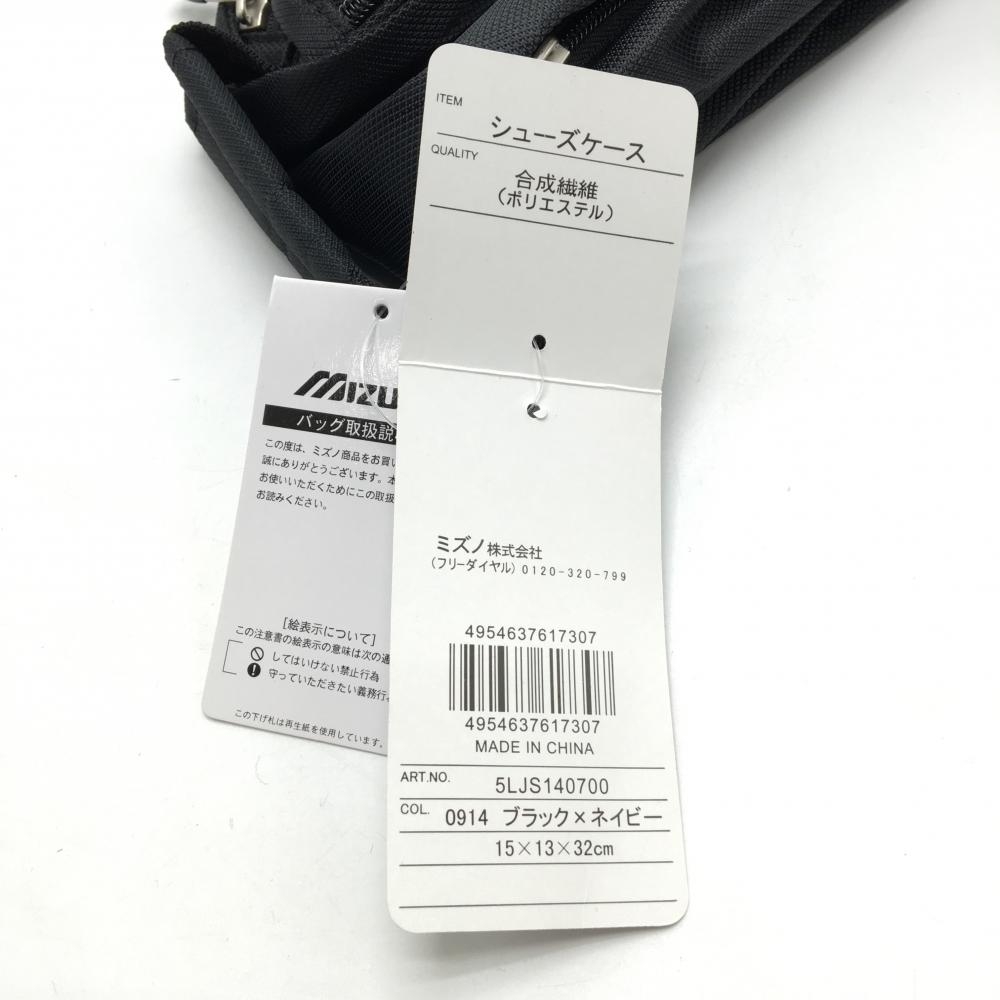 ITEM
シューズケース
QUALITY
合成繊維
(ポリエステル)
ミズノ株式会社
(フリーダイヤル) 0120-320-799
4954637617307
4954637617307
MADE IN CHINA
ART.NO.
5LJS140700
COL.
0914 ブラック×ネイビー
15×13×32cm
MIZU
バッグ取扱説
この度は、ミズノ商品をお買い
誠にありがとうございます。本
お使いいただくためにこの取扱
お読みください。
[絵表示について]
この注意書の絵表示の意味は次の通
してはいけない禁止行為
守っていただきたい義務行
この下げ札は再生紙を使用しています。